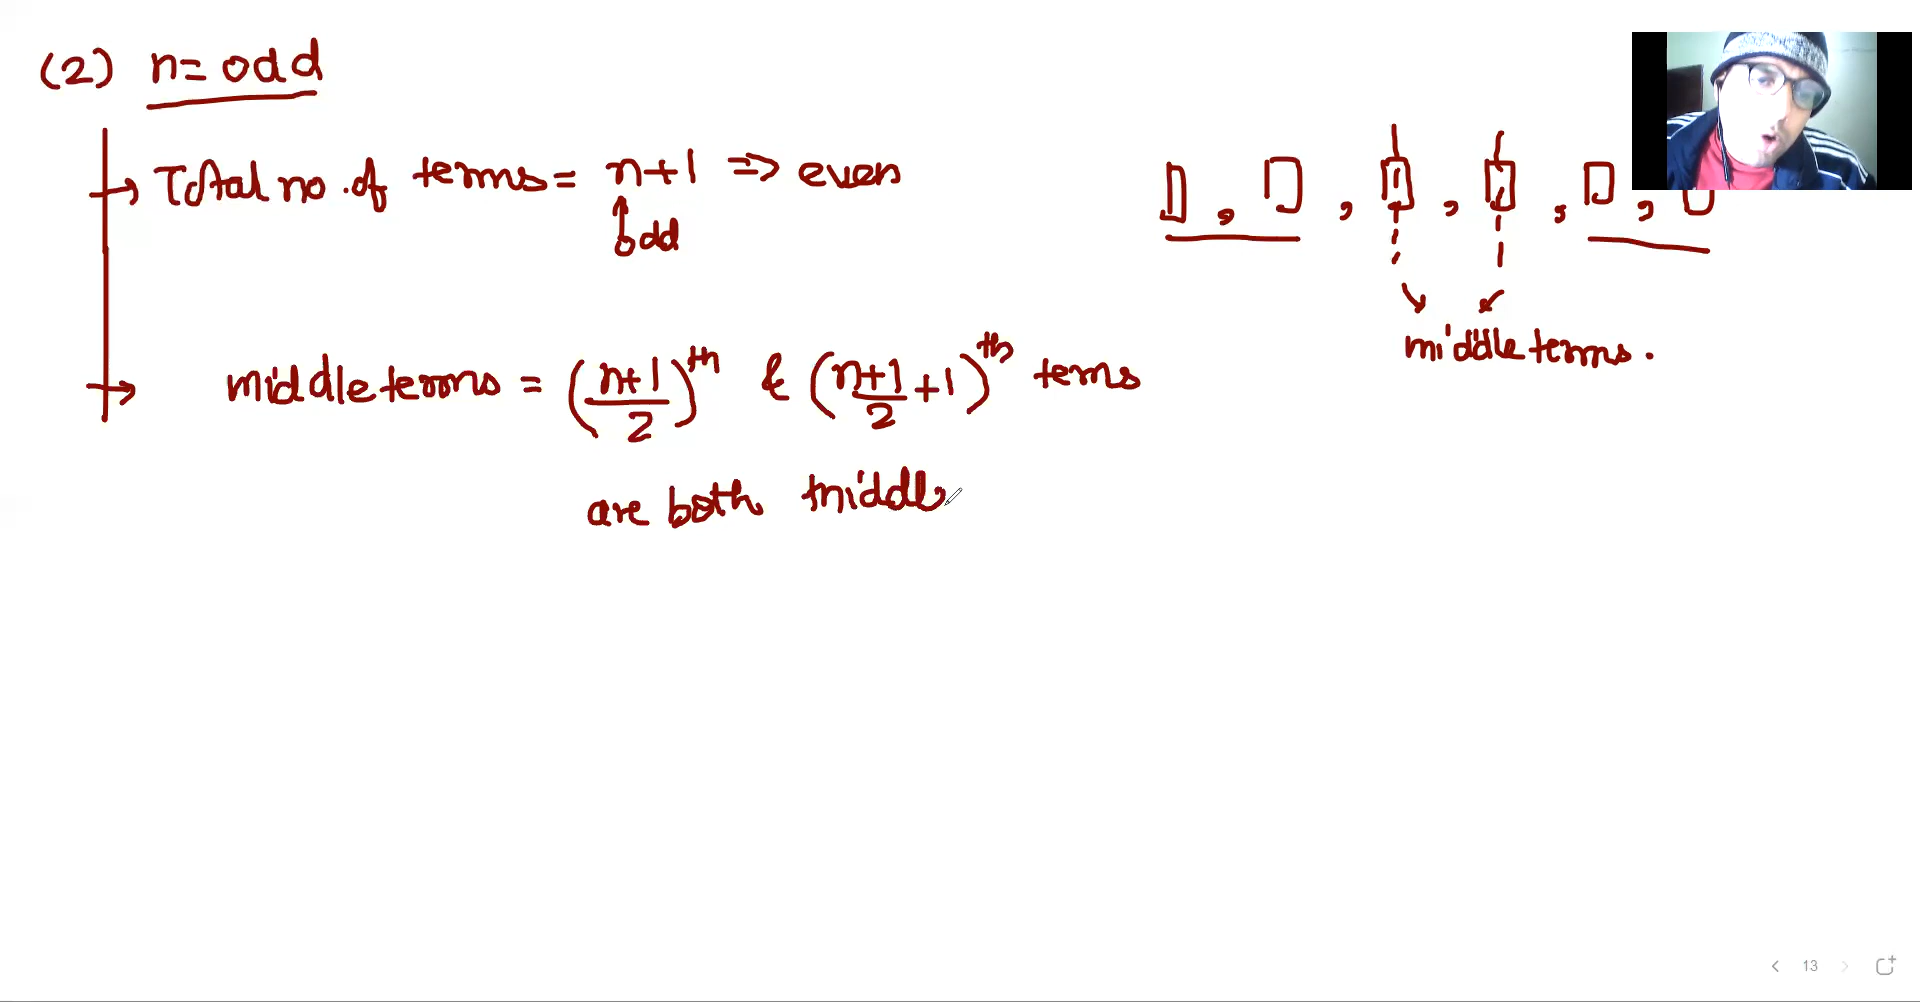 (2) n = odd
Total no. of terms = n+1 => even
odd
middle terms.
middle terms = ((n+1)/2)^th & ((n+1)/2 + 1)^th terms
are both middle
13